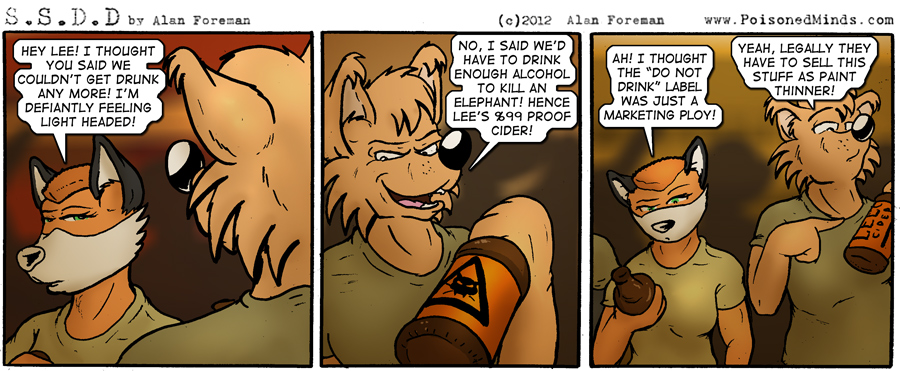 S.S.D.D by Alan Foreman (c)2012 Alan Foreman www.PoisonedMinds.com
HEY LEE! I THOUGHT
YOU SAID WE
COULDN'T GET DRUNK
ANY MORE! I'M
DEFIANTLY FEELING
LIGHT HEADED!
NO, I SAID WE'D
HAVE TO DRINK
ENOUGH ALCOHOL
TO KILL AN
ELEPHANT! HENCE
LEE'S %99 PROOF
CIDER!
AH! I THOUGHT
THE "DO NOT
DRINK" LABEL
WAS JUST A
MARKETING PLOY!
YEAH, LEGALLY THEY
HAVE TO SELL THIS
STUFF AS PAINT
THINNER!
LEES
CIDER